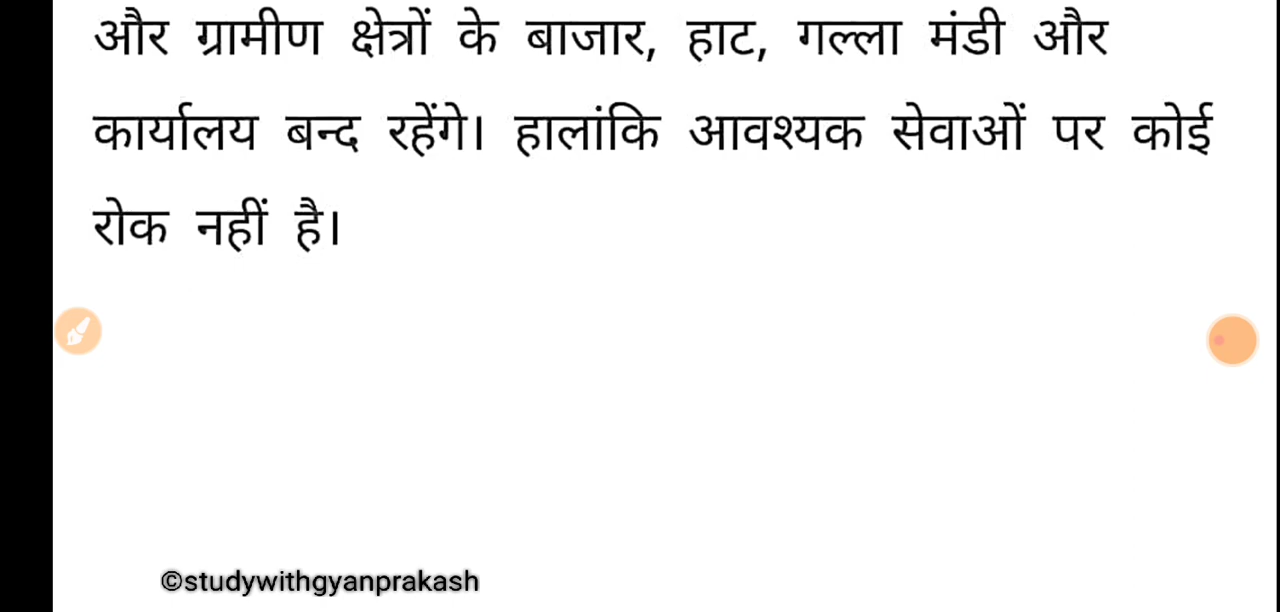 और ग्रामीण क्षेत्रों के बाजार, हाट, गल्ला मंडी और
कार्यालय बन्द रहेंगे। हालांकि आवश्यक सेवाओं पर कोई
रोक नहीं है।
©studywithgyanprakash